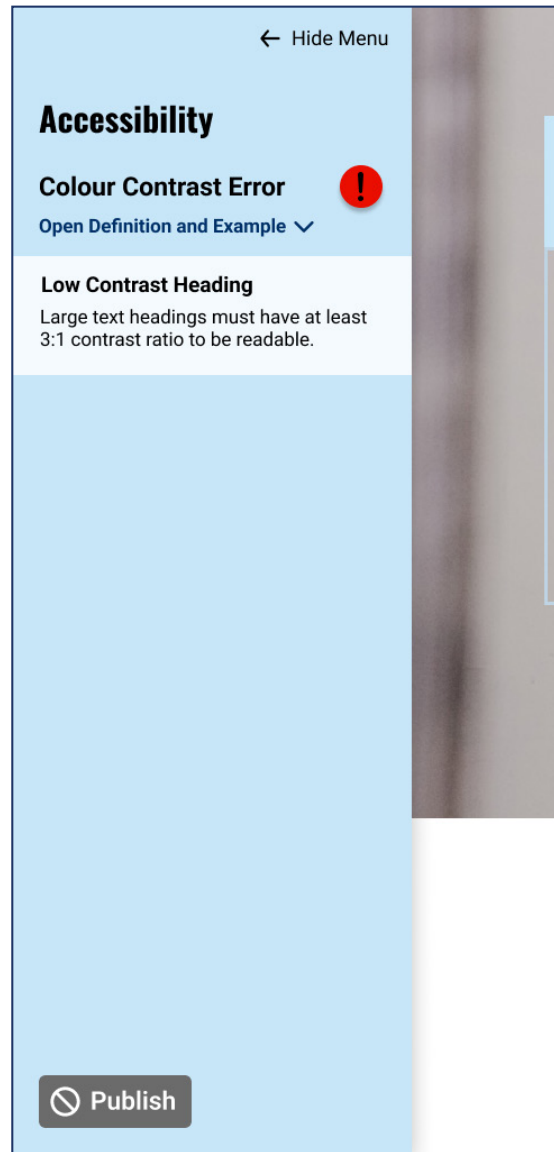 Hide Menu
Accessibility
Colour Contrast Error
Open Definition and Example
Low Contrast Heading
Large text headings must have at least
3:1 contrast ratio to be readable.
Publish